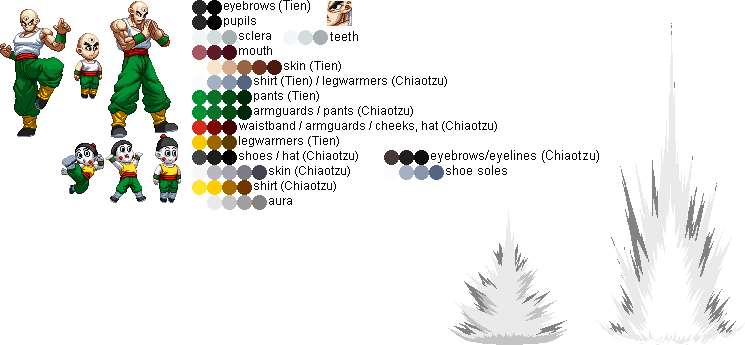 eyebrows (Tien)
pupils
sclera teeth
mouth
skin (Tien)
shirt (Tien) / legwarmers (Chiaotzu)
pants (Tien)
armguards / pants (Chiaotzu)
waistband / armguards / cheeks, hat (Chiaotzu)
legwarmers (Tien)
shoes / hat (Chiaotzu) eyebrows/eyelines (Chiaotzu)
skin (Chiaotzu) shoe soles
shirt (Chiaotzu)
aura